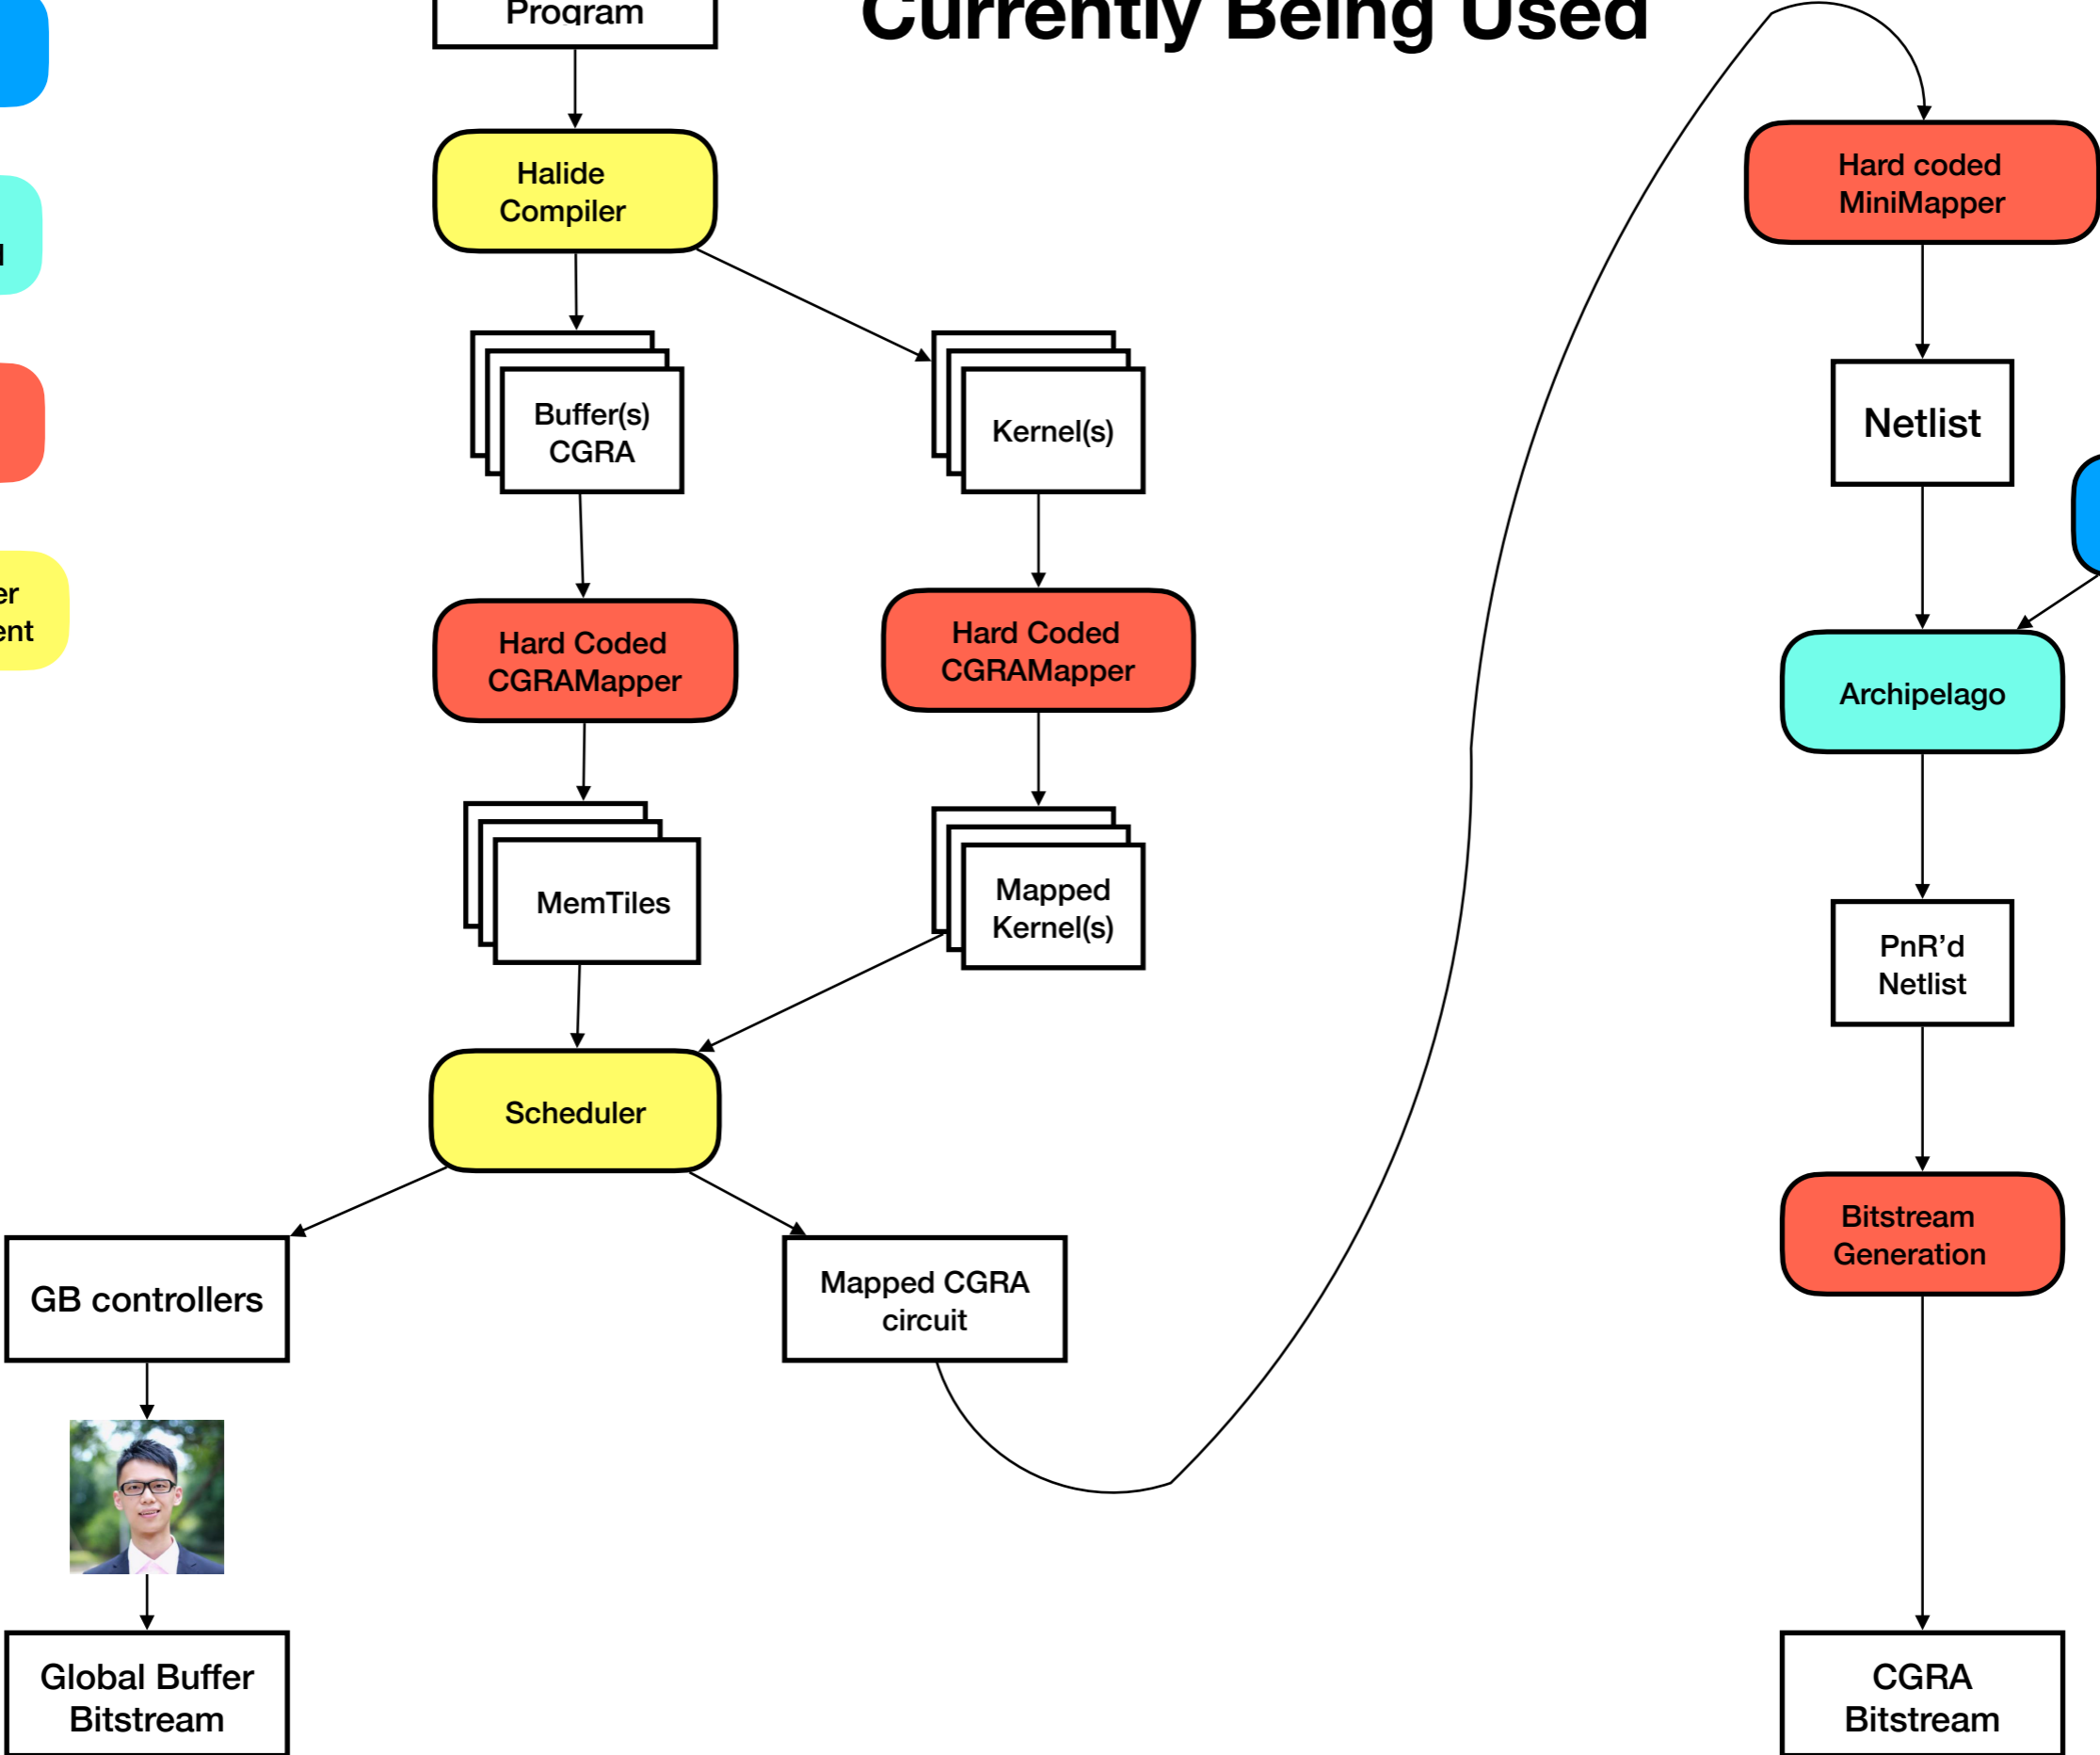 Program
Currently Being Used
Halide
Compiler
Hard coded
MiniMapper
Buffer(s)
CGRA
Kernel(s)
Netlist
er
ent
Hard Coded
CGRAMapper
Hard Coded
CGRAMapper
Archipelago
MemTiles
Mapped
Kernel(s)
PnR’d
Netlist
Scheduler
Bitstream
Generation
GB controllers
Mapped CGRA
circuit
Global Buffer
Bitstream
CGRA
Bitstream